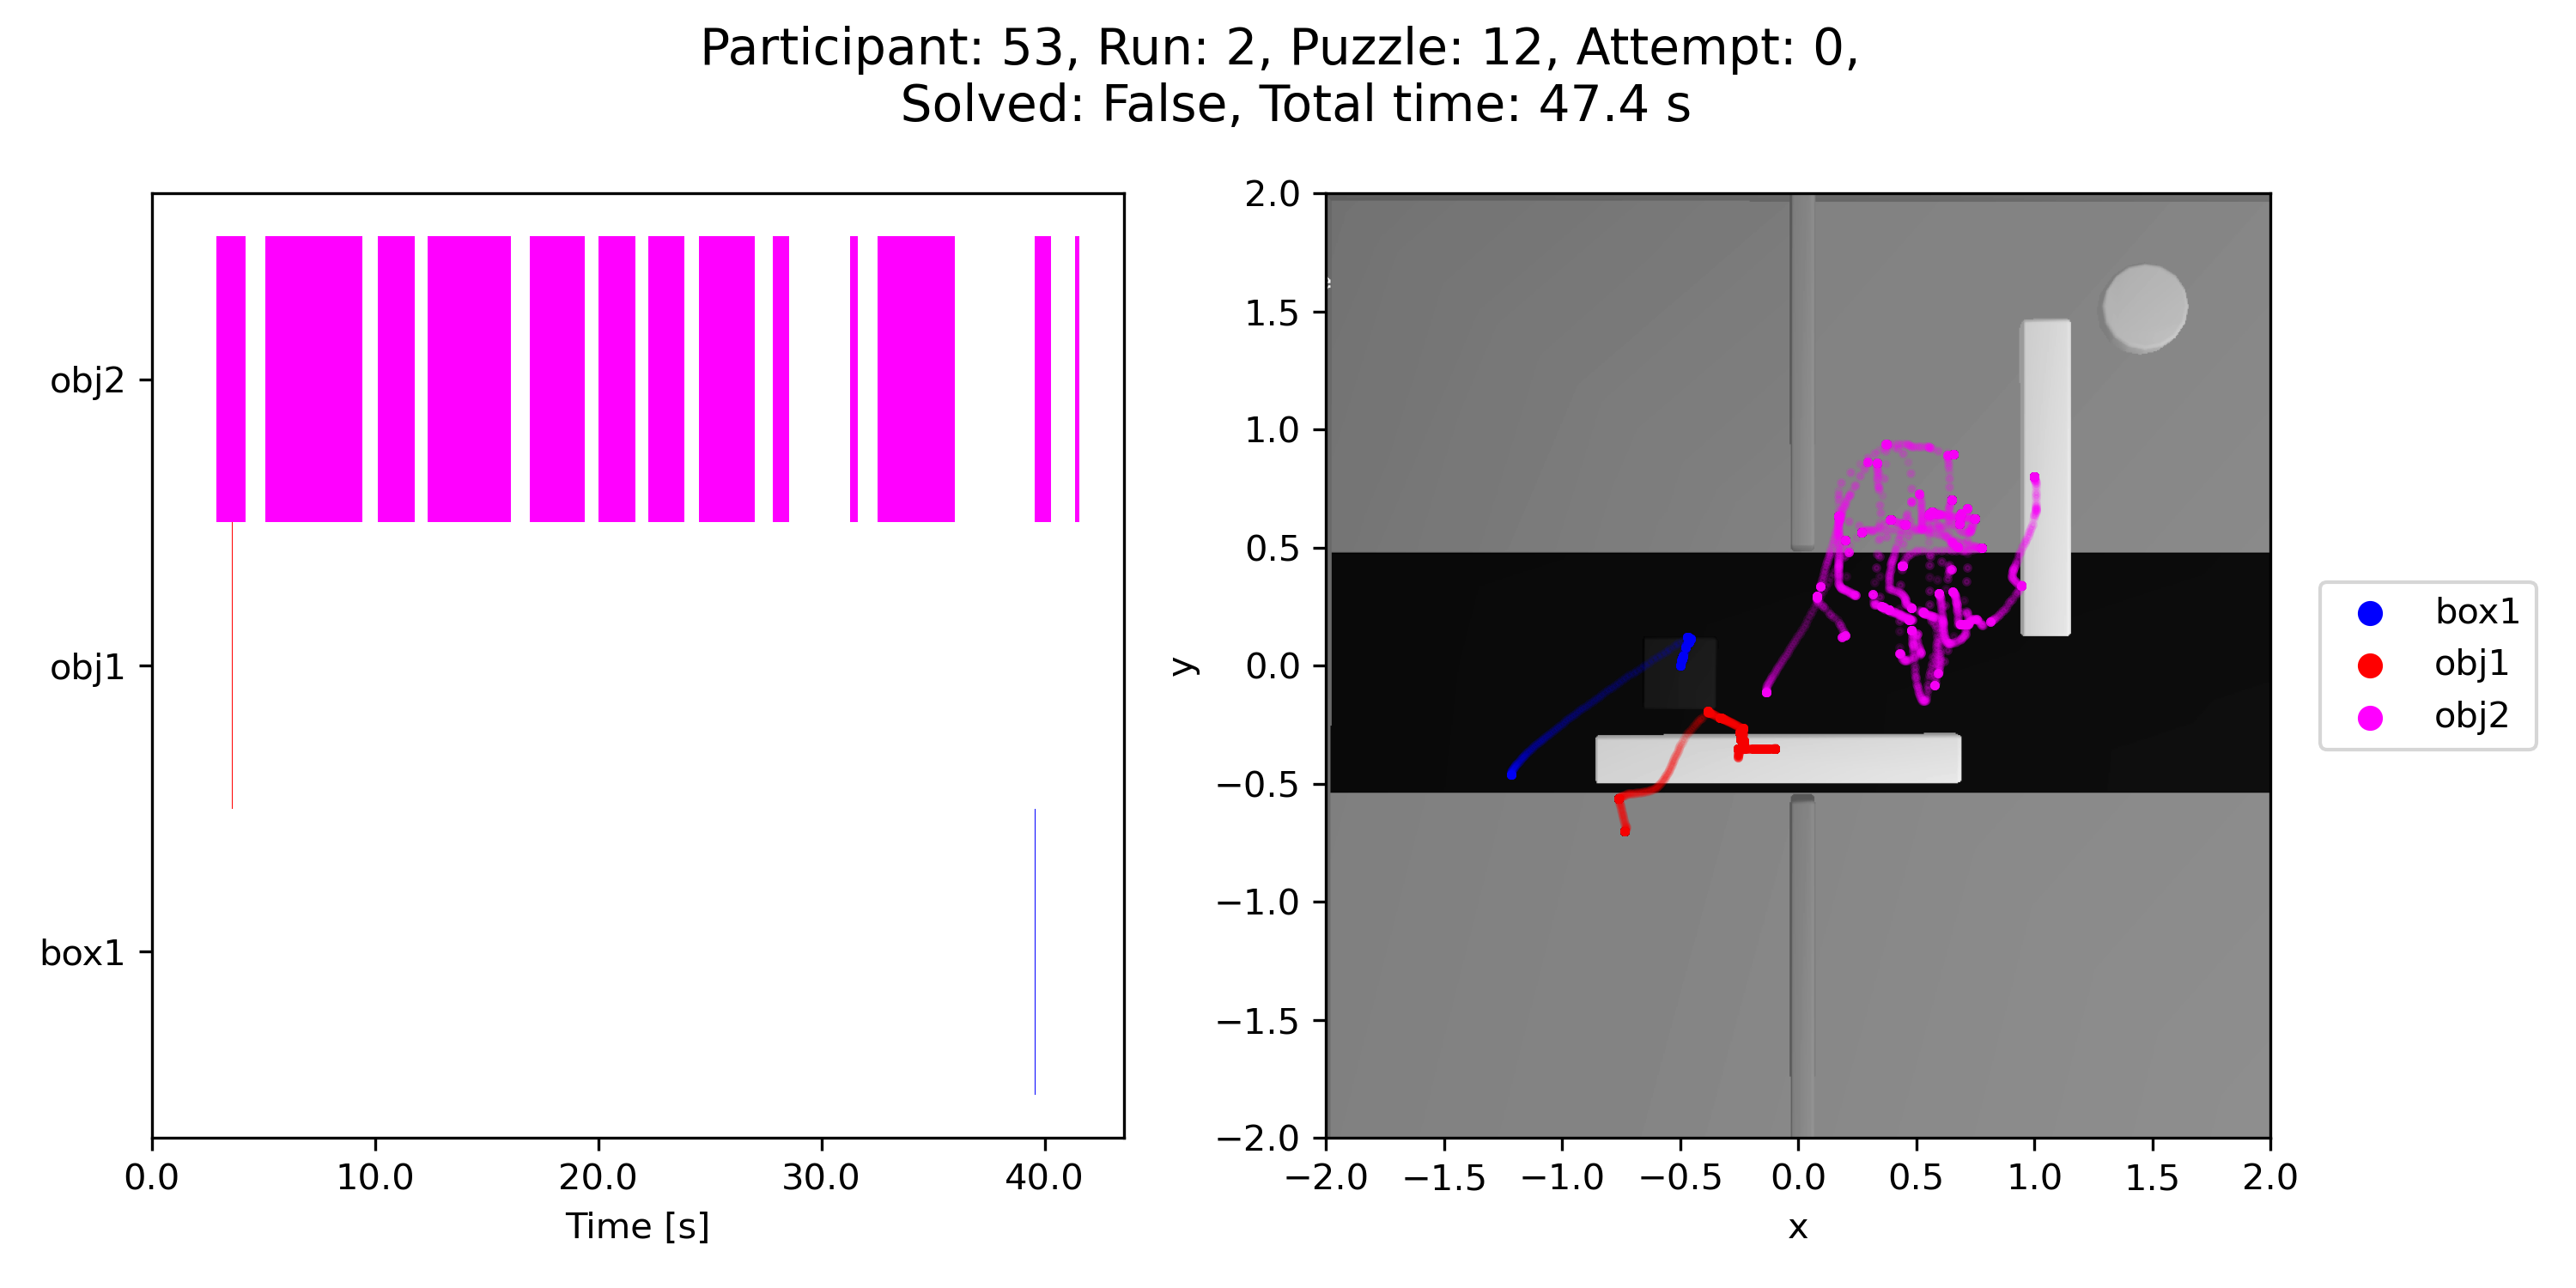 Participant: 53, Run: 2, Puzzle: 12, Attempt: 0,
Solved: False, Total time: 47.4 s
obj2
obj1
box1
0.0 10.0 20.0 30.0 40.0
Time [s]
2.0
1.5
1.0
0.5
0.0
−0.5
−1.0
−1.5
−2.0
y
−2.0 −1.5 −1.0 −0.5 0.0 0.5 1.0 1.5 2.0
x
box1
obj1
obj2